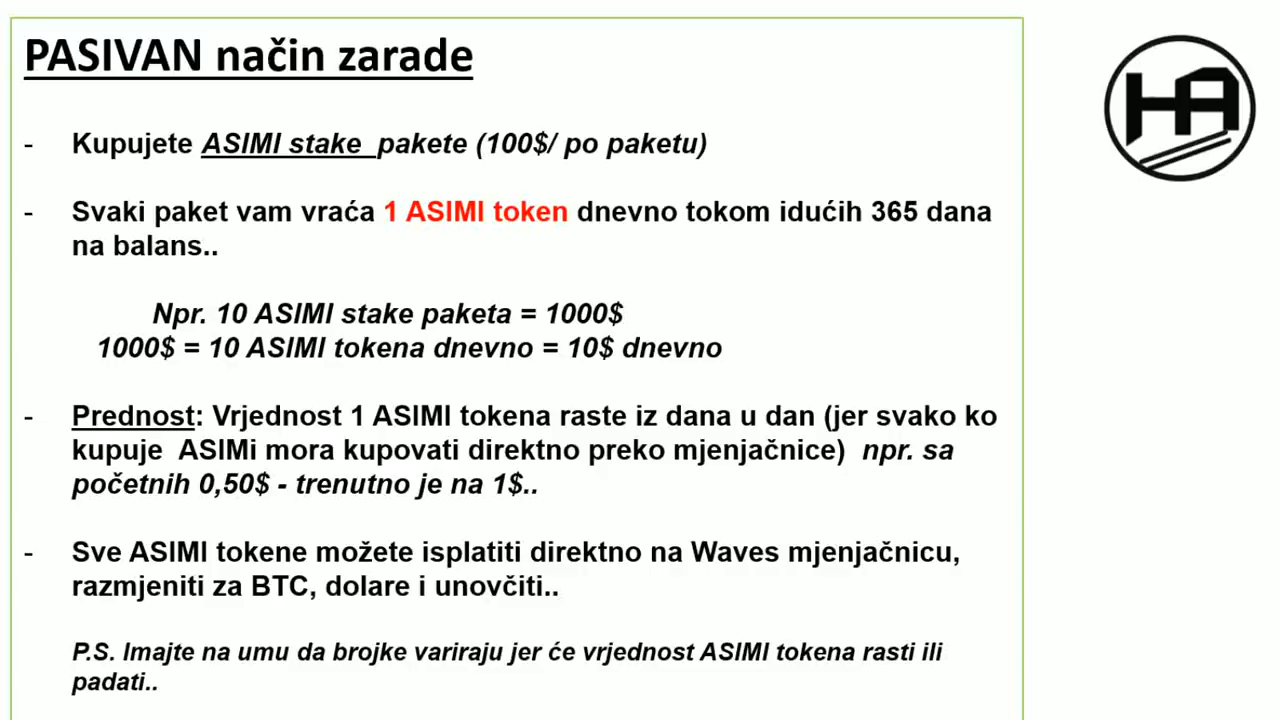 PASIVAN način zarade
- Kupujete ASIMI stake pakete (100$/ po paketu)
- Svaki paket vam vraća 1 ASIMI token dnevno tokom idućih 365 dana
na balans..
Npr. 10 ASIMI stake paketa = 1000$
1000$ = 10 ASIMI tokena dnevno = 10$ dnevno
- Prednost: Vrjednost 1 ASIMI tokena raste iz dana u dan (jer svako ko
kupuje ASIMi mora kupovati direktno preko mjenjačnice) npr. sa
početnih 0,50$ - trenutno je na 1$..
- Sve ASIMI tokene možete isplatiti direktno na Waves mjenjačnicu,
razmjeniti za BTC, dolare i unovčiti..
P.S. Imajte na umu da brojke variraju jer će vrjednost ASIMI tokena rasti ili
padati..
HA